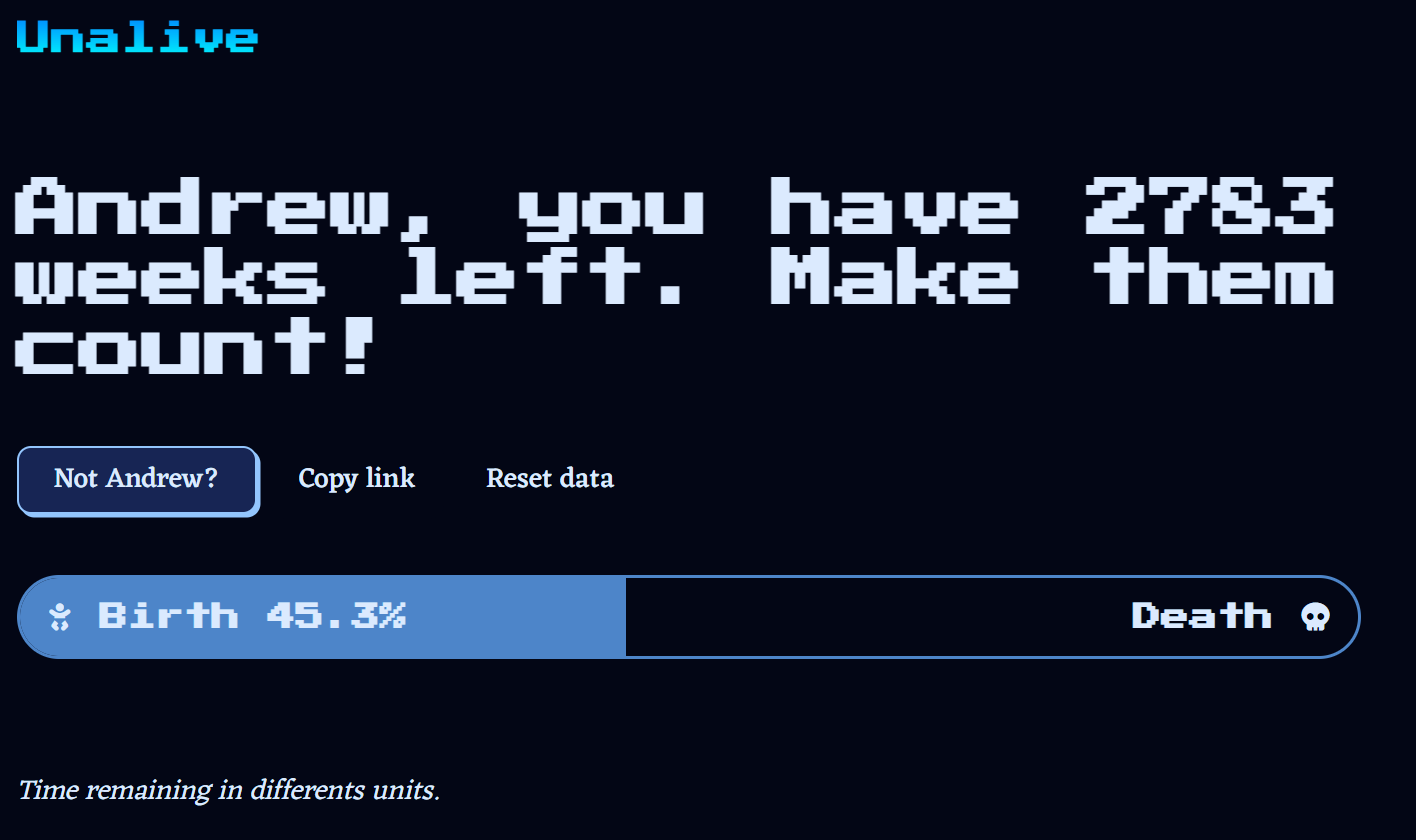 Unalive
Andrew, you have 2783
weeks left. Make them
count!
Not Andrew? Copy link Reset data
Birth 45.3% Death
Time remaining in differents units.